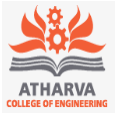 ATHARVA
COLLEGE OF ENGINEERING